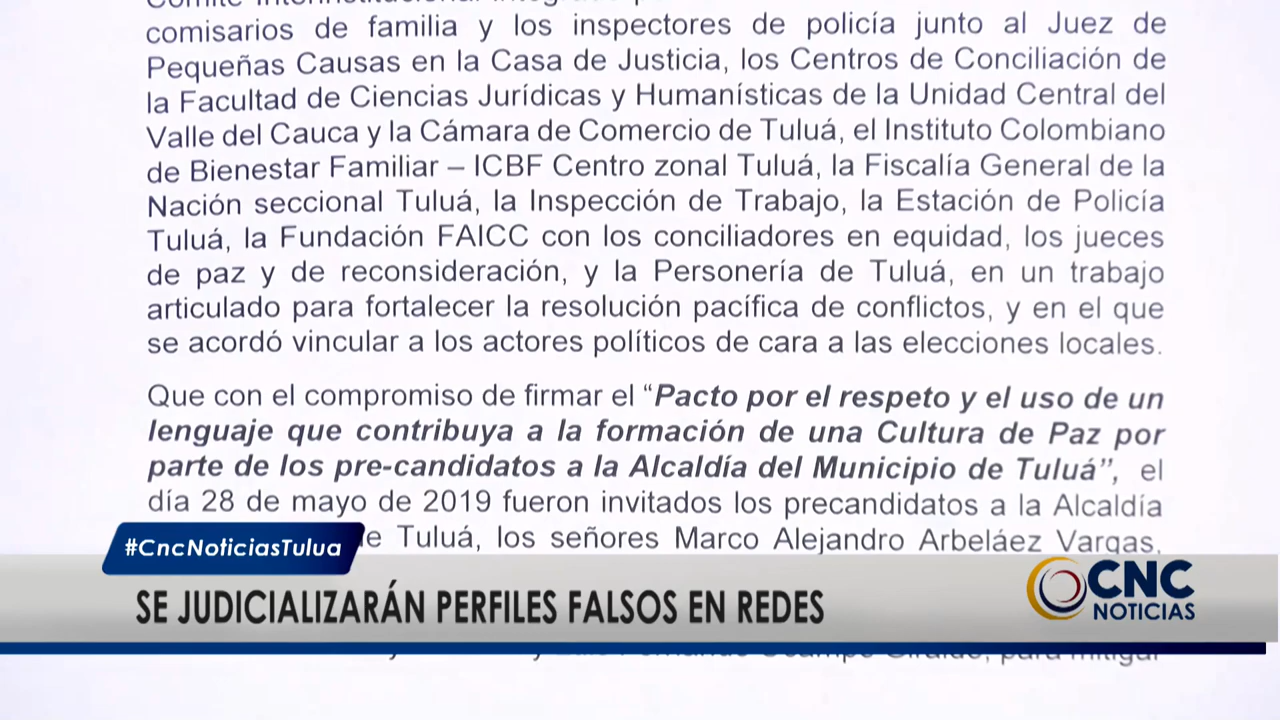 comisarios de familia y los inspectores de policía junto al Juez de
Pequeñas Causas en la Casa de Justicia, los Centros de Conciliación de
la Facultad de Ciencias Jurídicas y Humanísticas de la Unidad Central del
Valle del Cauca y la Cámara de Comercio de Tuluá, el Instituto Colombiano
de Bienestar Familiar – ICBF Centro zonal Tuluá, la Fiscalía General de la
Nación seccional Tuluá, la Inspección de Trabajo, la Estación de Policía
Tuluá, la Fundación FAICC con los conciliadores en equidad, los jueces
de paz y de reconsideración, y la Personería de Tuluá, en un trabajo
articulado para fortalecer la resolución pacífica de conflictos, y en el que
se acordó vincular a los actores políticos de cara a las elecciones locales.
Que con el compromiso de firmar el “Pacto por el respeto y el uso de un
lenguaje que contribuya a la formación de una Cultura de Paz por
parte de los pre-candidatos a la Alcaldía del Municipio de Tuluá”, el
día 28 de mayo de 2019 fueron invitados los precandidatos a la Alcaldía
de Tuluá, los señores Marco Alejandro Arbeláez Vargas,
#CncNoticiasTulua
SE JUDICIALIZARÁN PERFILES FALSOS EN REDES
CNC
NOTICIAS